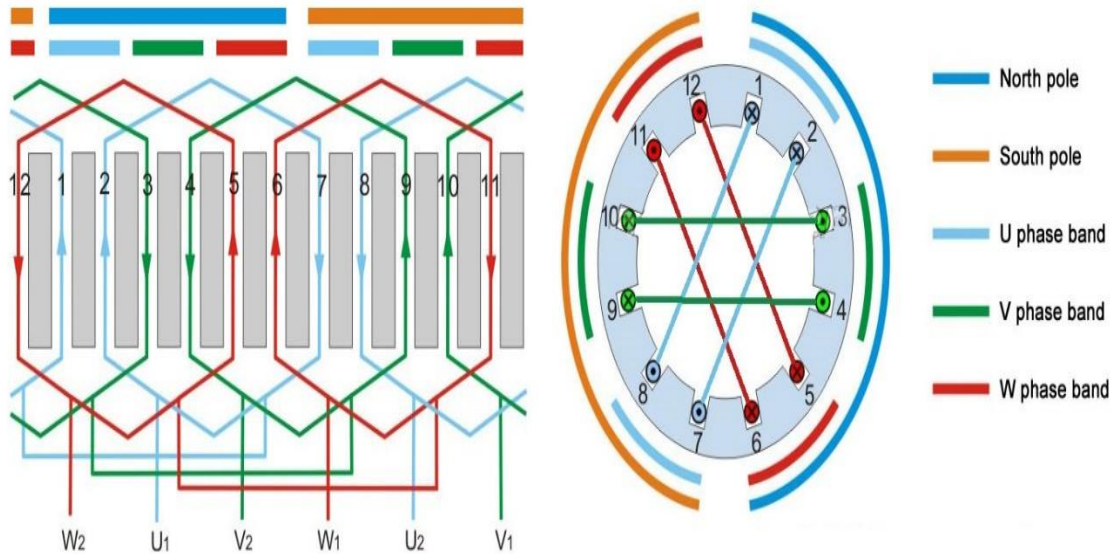 12 1 2 3 4 5 6 7 8 9 10 11
W2 U1 V2 W1 U2 V1
12 1
11 2
10 3
9 4
8 5
7 6
North pole
South pole
U phase band
V phase band
W phase band